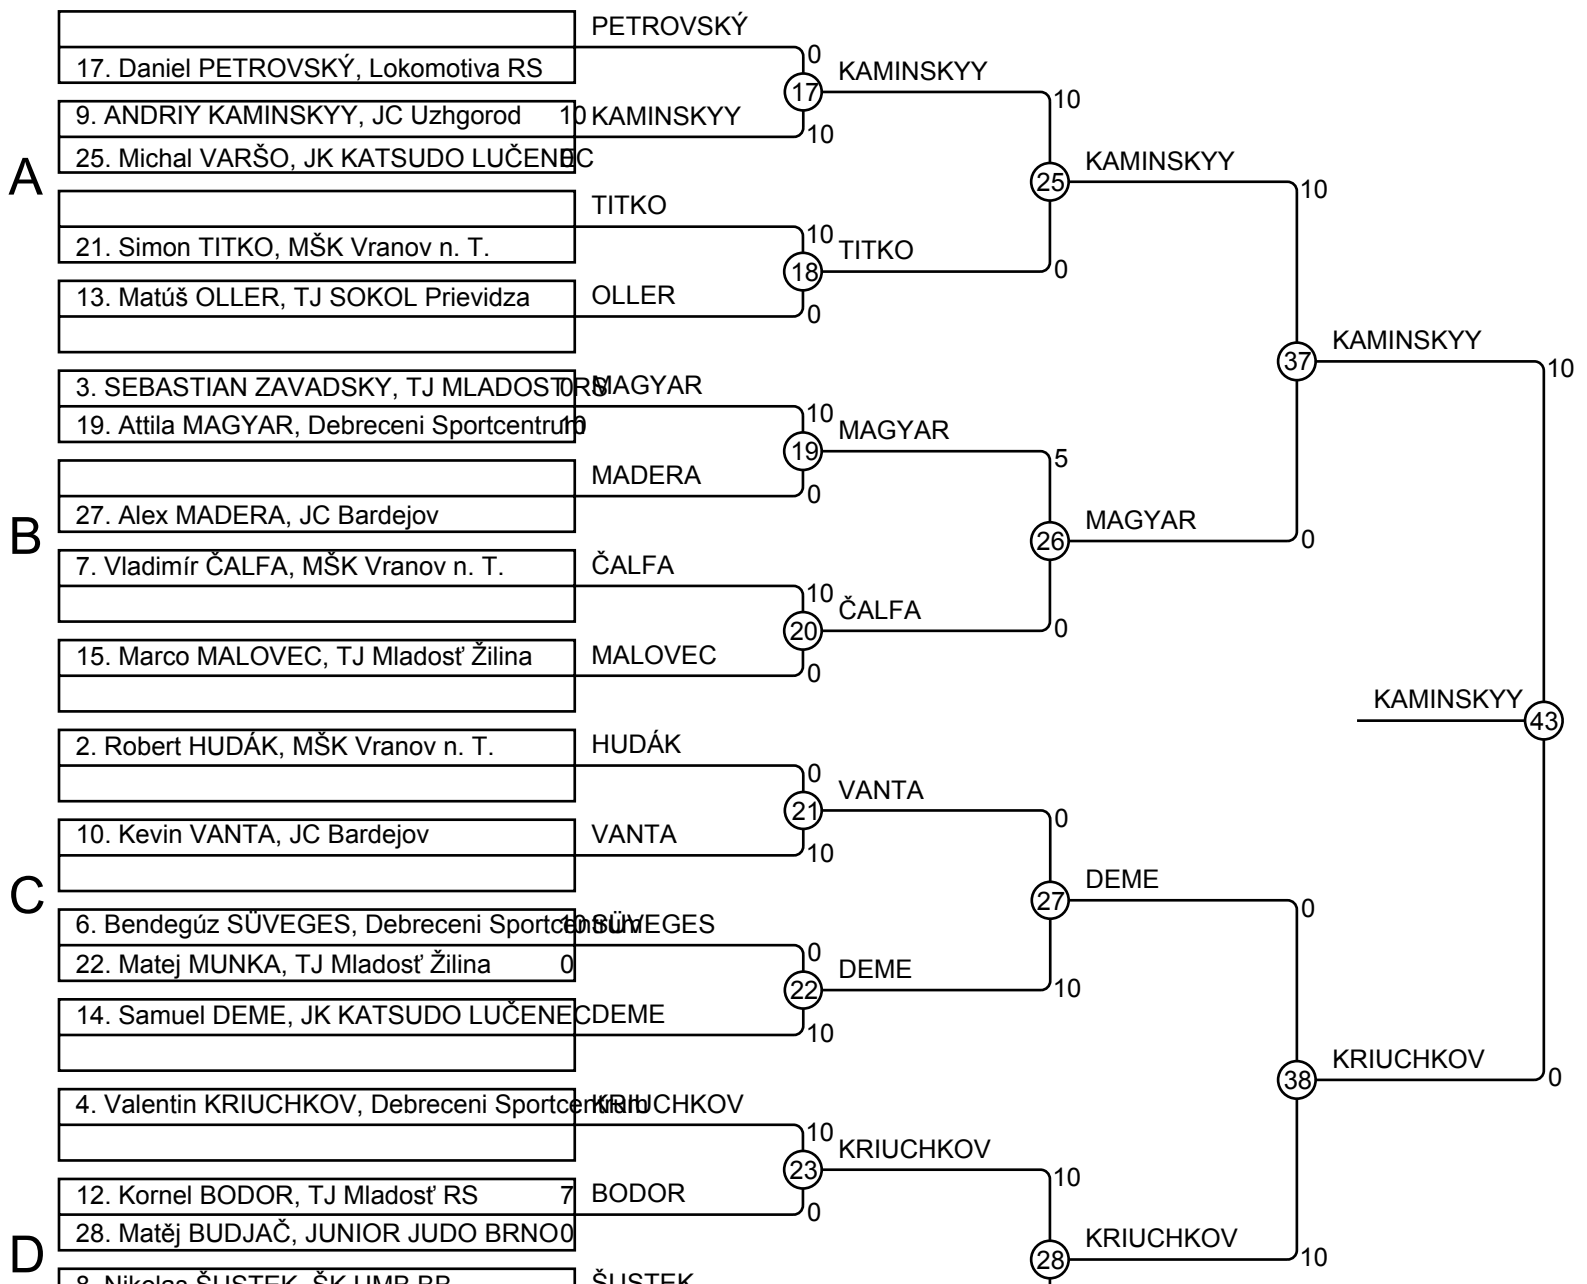 PETROVSKÝ
0
17. Daniel PETROVSKÝ, Lokomotiva RS
KAMINSKYY
17
10
9. ANDRIY KAMINSKYY, JC Uzhgorod 10 KAMINSKYY
10
25. Michal VARŠO, JK KATSUDO LUČENEC 0
A
KAMINSKYY
25
10
TITKO
10
21. Simon TITKO, MŠK Vranov n. T.
TITKO
18
0
13. Matúš OLLER, TJ SOKOL Prievidza
OLLER
0
KAMINSKYY
37
10
3. SEBASTIAN ZAVADSKY, TJ MLADOST RS 0 MAGYAR
10
19. Attila MAGYAR, Debreceni Sportcentrum 10
MAGYAR
19
5
MADERA
0
27. Alex MADERA, JC Bardejov
B
MAGYAR
26
0
7. Vladimír ČALFA, MŠK Vranov n. T.
ČALFA
10
ČALFA
20
0
15. Marco MALOVEC, TJ Mladosť Žilina
MALOVEC
0
KAMINSKYY
43
2. Robert HUDÁK, MŠK Vranov n. T.
HUDÁK
0
VANTA
21
0
10. Kevin VANTA, JC Bardejov
VANTA
10
C
DEME
27
0
6. Bendegúz SÜVEGES, Debreceni Sportcentrum 10 SÜVEGES
0
22. Matej MUNKA, TJ Mladosť Žilina 0
DEME
22
10
14. Samuel DEME, JK KATSUDO LUČENEC DEME
10
KRIUCHKOV
38
0
4. Valentin KRIUCHKOV, Debreceni Sportcentrum KRIUCHKOV
10
KRIUCHKOV
23
10
12. Kornel BODOR, TJ Mladosť RS 7 BODOR
0
28. Matěj BUDJAČ, JUNIOR JUDO BRNO 0
D
KRIUCHKOV
28
10
8. Nikolas ŠUSTEK, ŠK UMB BB
ŠUSTEK